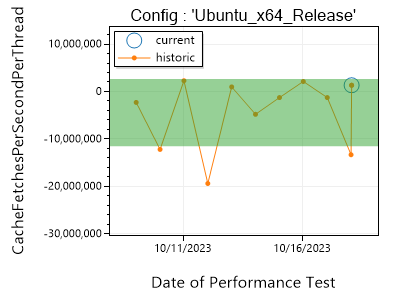 Config : 'Ubuntu_x64_Release'
current
historic
CacheFetchesPerSecondPerThread
10,000,000
0
-10,000,000
-20,000,000
-30,000,000
10/11/2023
10/16/2023
Date of Performance Test